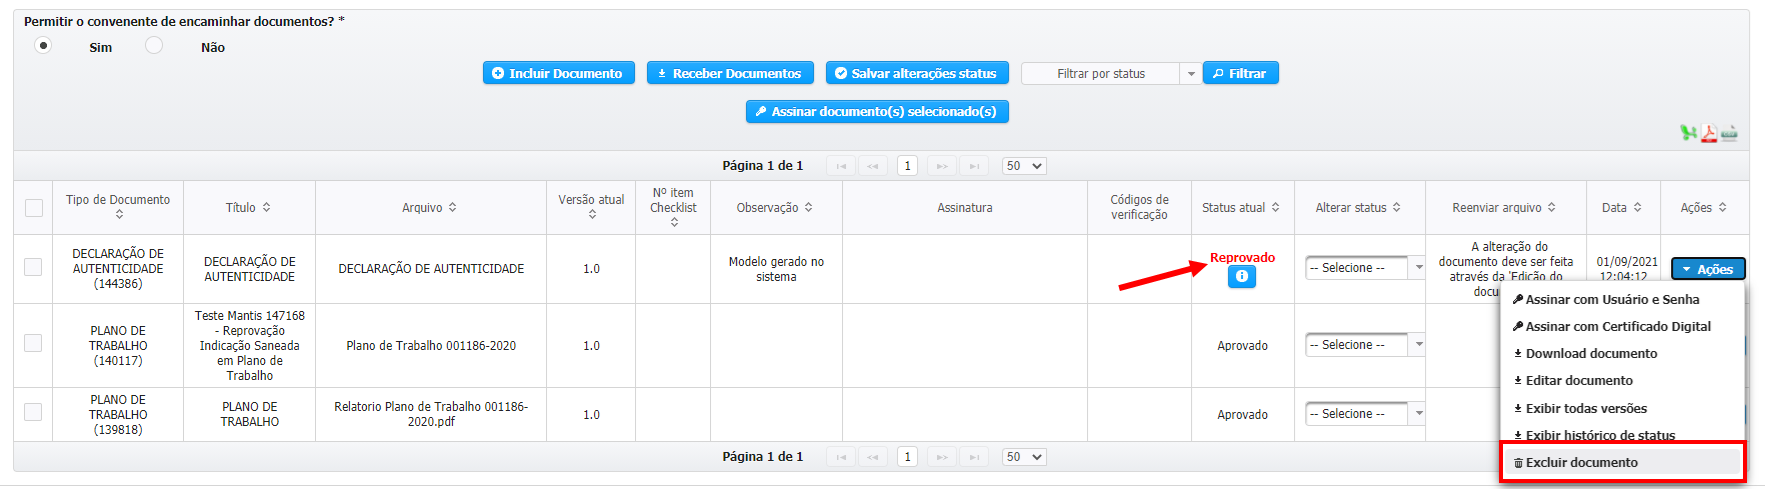 Permitir o convenente de encaminhar documentos? *
Sim
Não
Incluir Documento
Receber Documentos
Salvar alterações status
Filtrar por status
Filtrar
Assinar documento(s) selecionado(s)
Página 1 de 1
1
50
Tipo de Documento
Título
Arquivo
Versão atual
Nº item
Checklist
Observação
Assinatura
Códigos de
verificação
Status atual
Alterar status
Reenviar arquivo
Data
Ações
DECLARAÇÃO DE
AUTENTICIDADE
(144386)
DECLARAÇÃO DE
AUTENTICIDADE
DECLARAÇÃO DE AUTENTICIDADE
1.0
Modelo gerado no
sistema
Reprovado
-- Selecione --
A alteração do
documento deve ser feita
através da 'Edição do
docu
01/09/2021
12:04:12
Ações
Assinar com Usuário e Senha
Assinar com Certificado Digital
Download documento
Editar documento
Exibir todas versões
Exibir histórico de status
Excluir documento
PLANO DE
TRABALHO
(140117)
Teste Mantis 147168
- Reprovação
Indicação Saneada
em Plano de
Trabalho
Plano de Trabalho 001186-2020
1.0
Aprovado
-- Selecione --
PLANO DE
TRABALHO
(139818)
PLANO DE
TRABALHO
Relatorio Plano de Trabalho 001186-
2020.pdf
1.0
Aprovado
-- Selecione --
Página 1 de 1
1
50